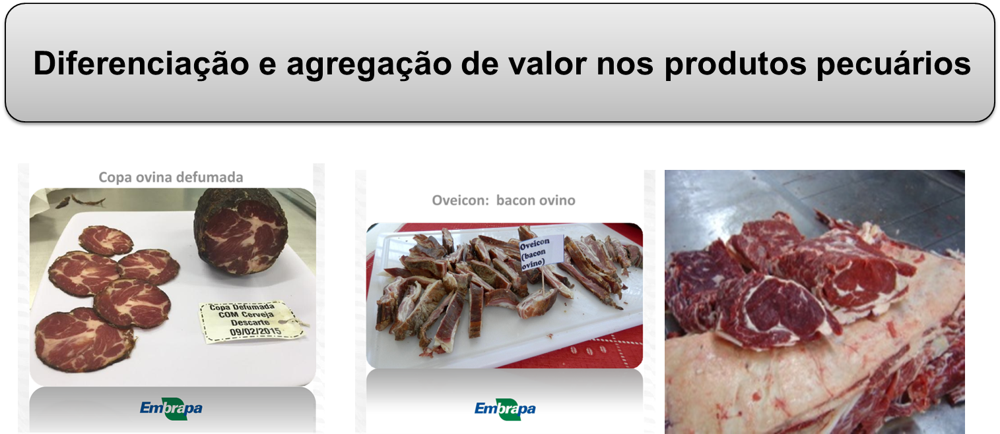 Diferenciação e agregação de valor nos produtos pecuários
Copa ovina defumada
Copa Defumada
COM Cerveja
Descarte
09/02/2015
Embrapa
Oveicon: bacon ovino
Oveicon
(bacon
ovino)
Embrapa